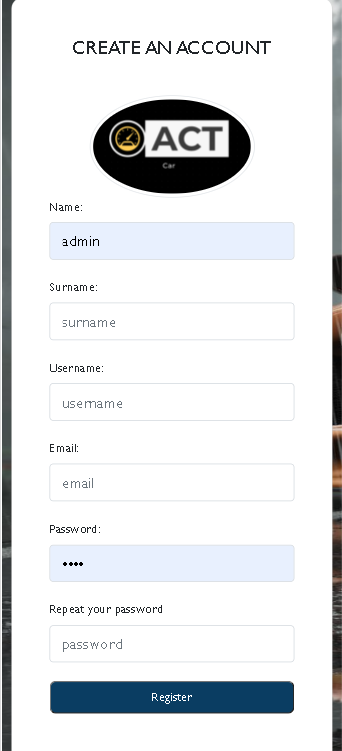 CREATE AN ACCOUNT
ACT
Car
Name:
admin
Surname:
surname
Username:
username
Email:
email
Password:
••••
Repeat your password
password
Register